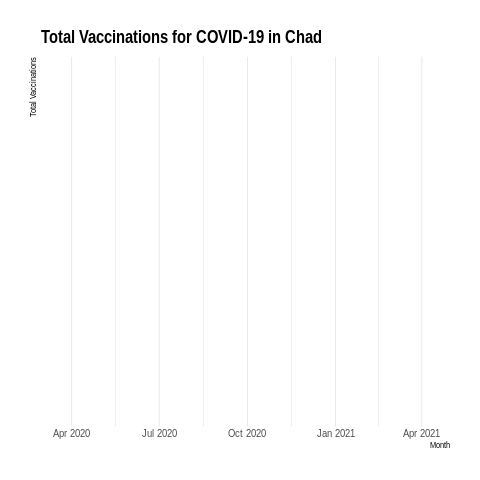 Total Vaccinations for COVID-19 in Chad
Total Vaccinations
Apr 2020
Jul 2020
Oct 2020
Jan 2021
Apr 2021
Month